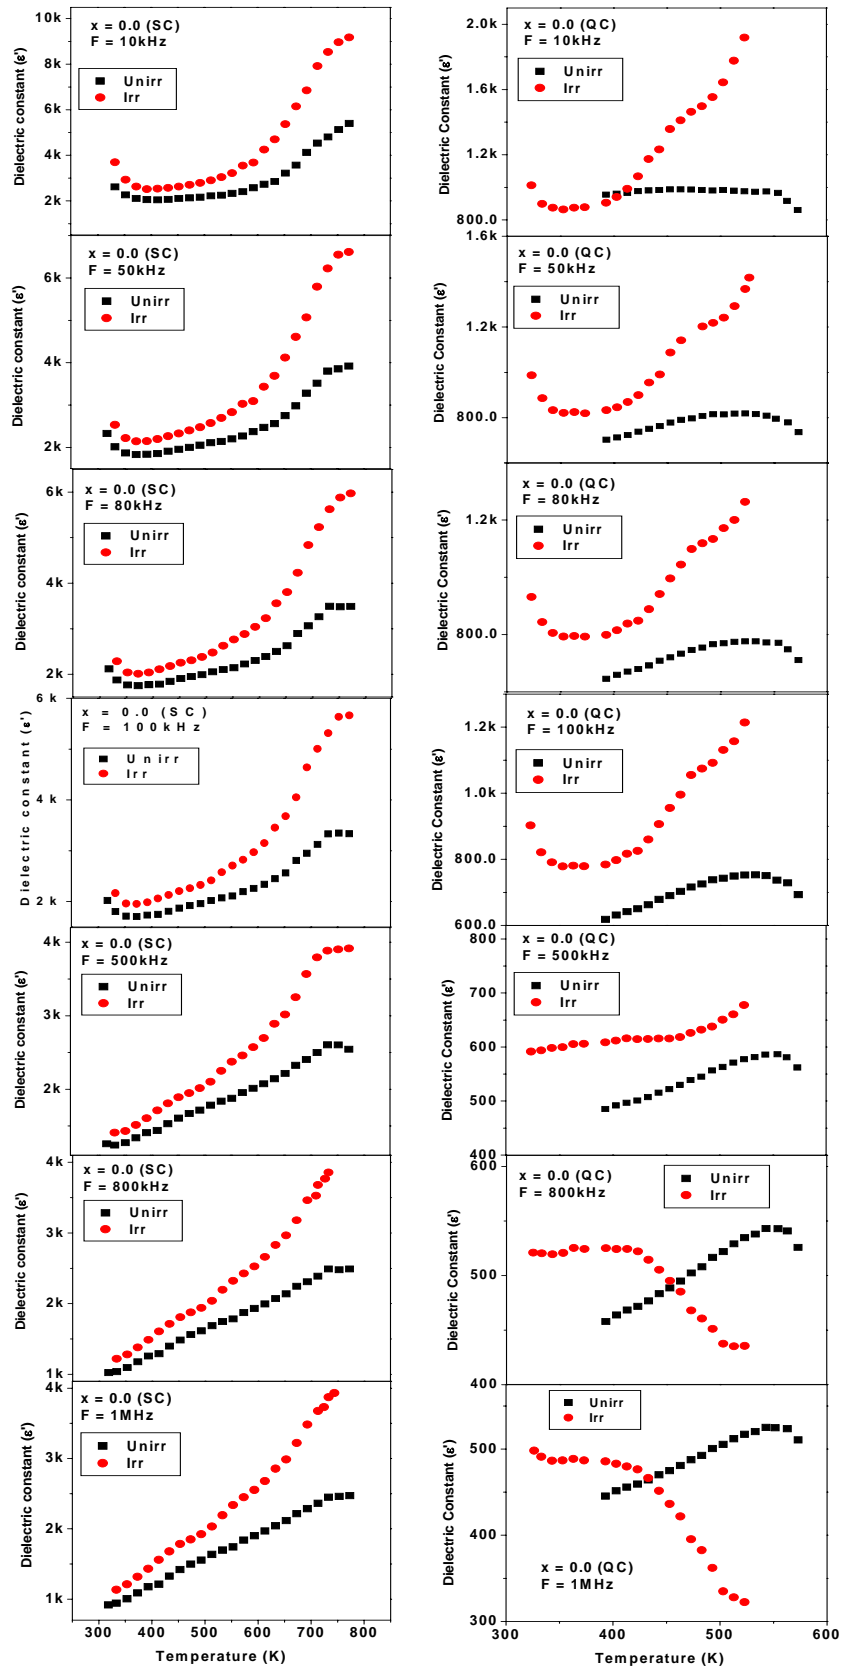 x = 0.0 (SC)
F = 10kHz
Unirr
Irr
10k
8k
6k
4k
2k
Dielectric constant (ε')
x = 0.0 (SC)
F = 50kHz
Unirr
Irr
6k
4k
2k
Dielectric constant (ε')
x = 0.0 (SC)
F = 80kHz
Unirr
Irr
6k
4k
2k
Dielectric constant (ε')
x = 0.0 (SC)
F = 100kHz
Unirr
Irr
6k
4k
2k
Dielectric constant (ε')
x = 0.0 (SC)
F = 500kHz
Unirr
Irr
4k
2k
Dielectric constant (ε')
x = 0.0 (SC)
F = 800kHz
Unirr
Irr
4k
3k
2k
1k
Dielectric constant (ε')
x = 0.0 (SC)
F = 1MHz
Unirr
Irr
4k
3k
2k
1k
Dielectric constant (ε')
300 400 500 600 700 800
Temperature (K)
x = 0.0 (QC)
F = 10kHz
Unirr
Irr
2.0k
1.6k
1.2k
800.0
Dielectric Constant (ε')
x = 0.0 (QC)
F = 50kHz
Unirr
Irr
1.6k
1.2k
800.0
Dielectric Constant (ε')
x = 0.0 (QC)
F = 80kHz
Unirr
Irr
1.2k
800.0
Dielectric Constant (ε')
x = 0.0 (QC)
F = 100kHz
Unirr
Irr
1.2k
1.0k
800.0
600.0
Dielectric Constant (ε')
x = 0.0 (QC)
F = 500kHz
Unirr
Irr
800
700
600
500
400
Dielectric Constant (ε')
x = 0.0 (QC)
F = 800kHz
Unirr
Irr
600
500
400
Dielectric Constant (ε')
Unirr
Irr
x = 0.0 (QC)
F = 1MHz
500
400
300
Dielectric Constant (ε')
300 400 500 600
Temperature (K)